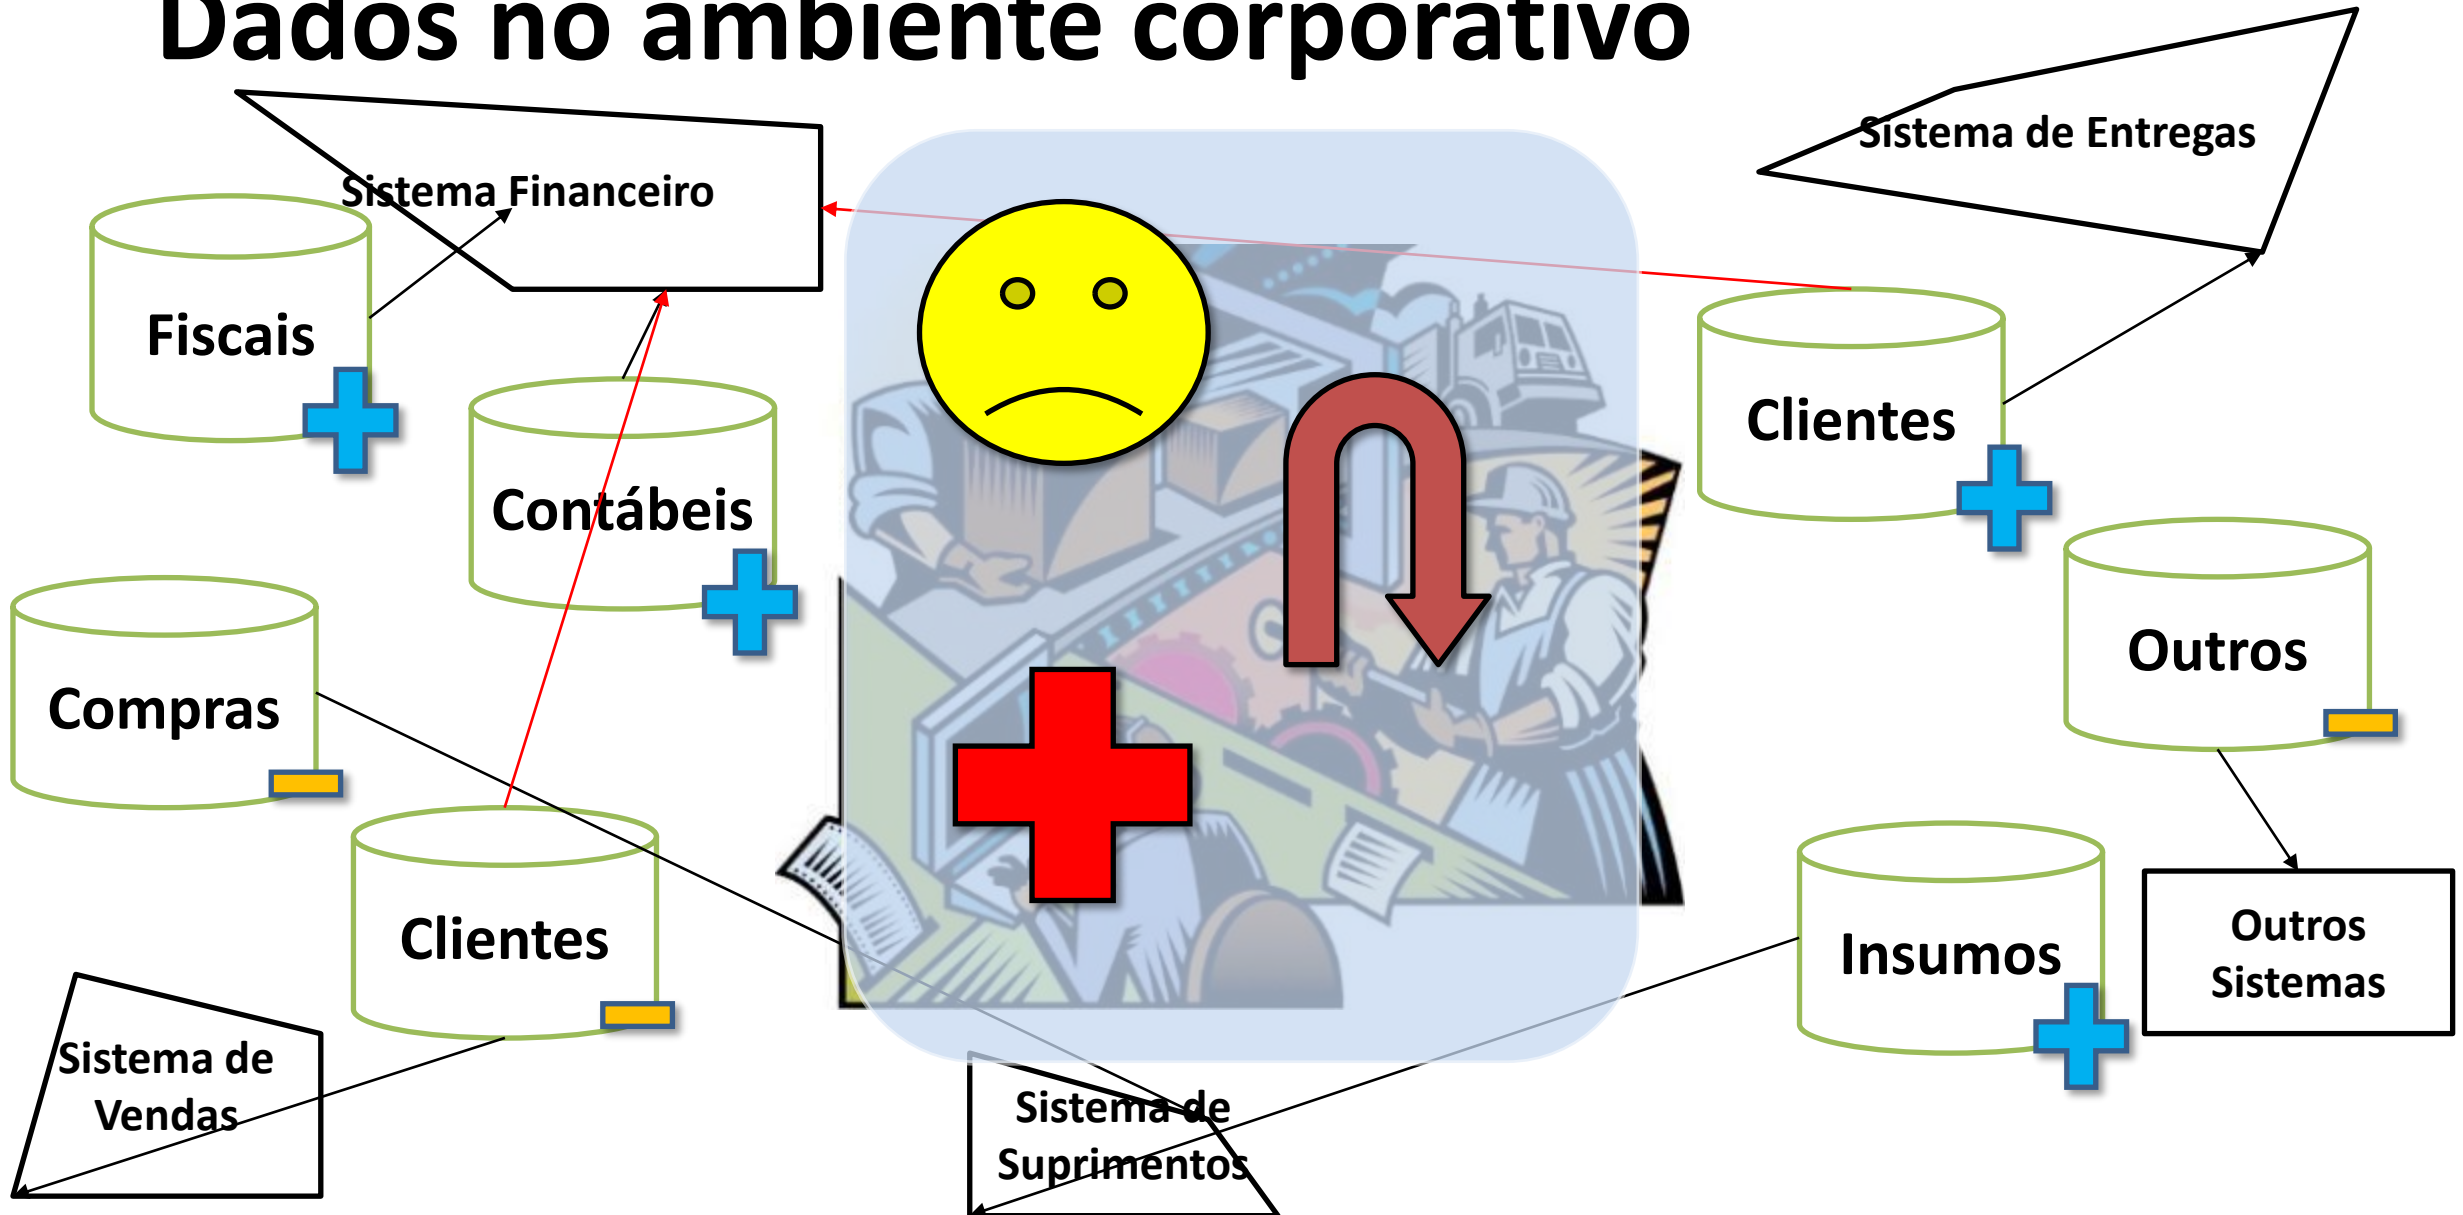 Dados no ambiente corporativo
Sistema de Entregas
Sistema Financeiro
Fiscais
Clientes
Contábeis
Outros
Compras
Clientes
Insumos
Outros
Sistemas
Sistema de
Vendas
Sistema de
Suprimentos